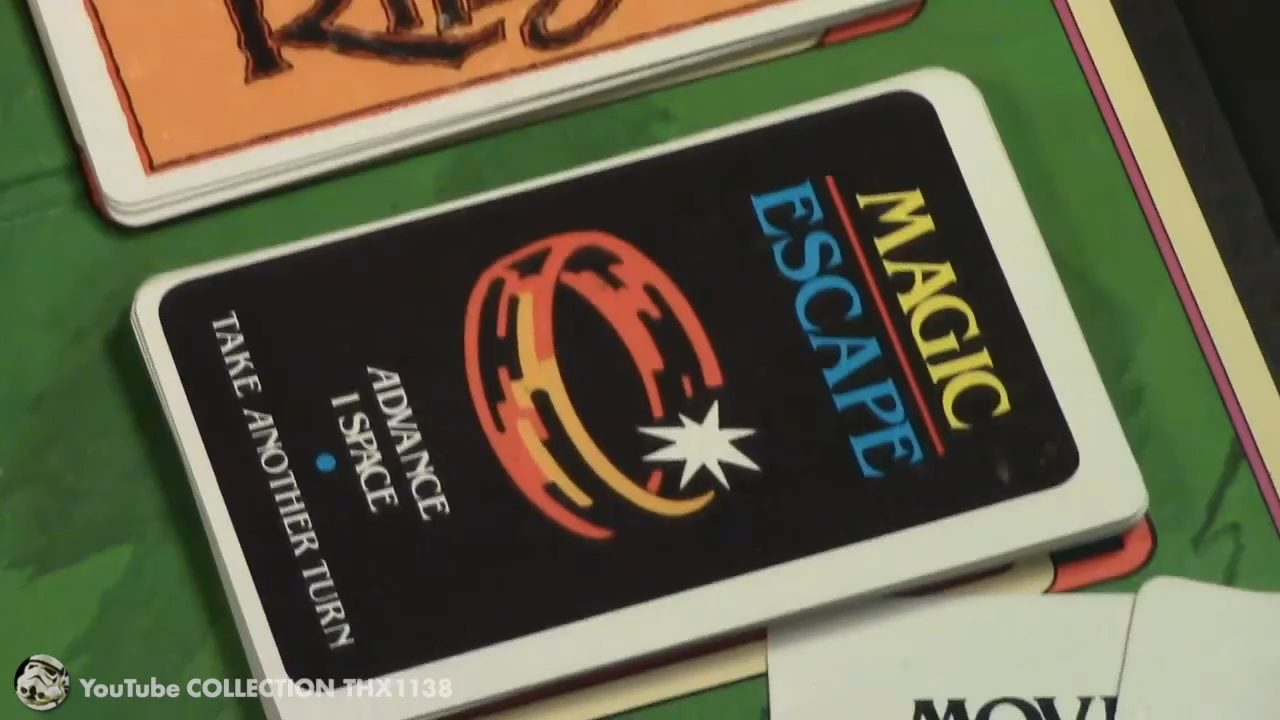 MAGIC
ESCAPE
ADVANCE
1 SPACE
TAKE ANOTHER TURN
YouTube COLLECTION THX1138